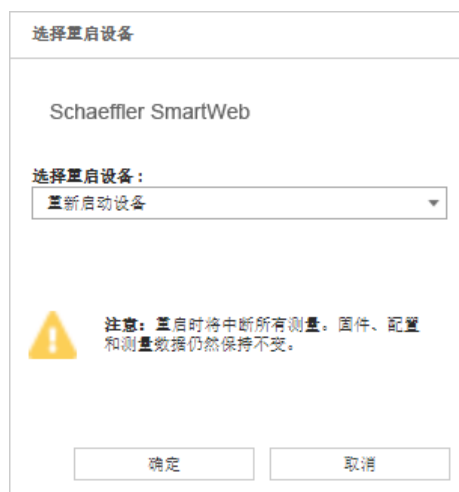 选择重启设备
Schaeffler SmartWeb
选择重启设备：
重新启动设备
注意：重启时将中断所有测量。固件、配置
和测量数据仍然保持不变。
确定
取消